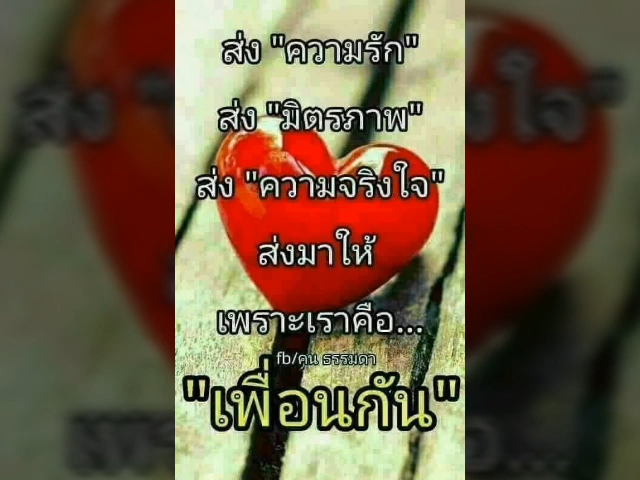 ส่ง "ความรัก"
ส่ง "มิตรภาพ"
ส่ง "ความจริงใจ"
ส่งมาให้
เพราะเราคือ...
fb/คน ธรรมดา
"เพื่อนกัน"